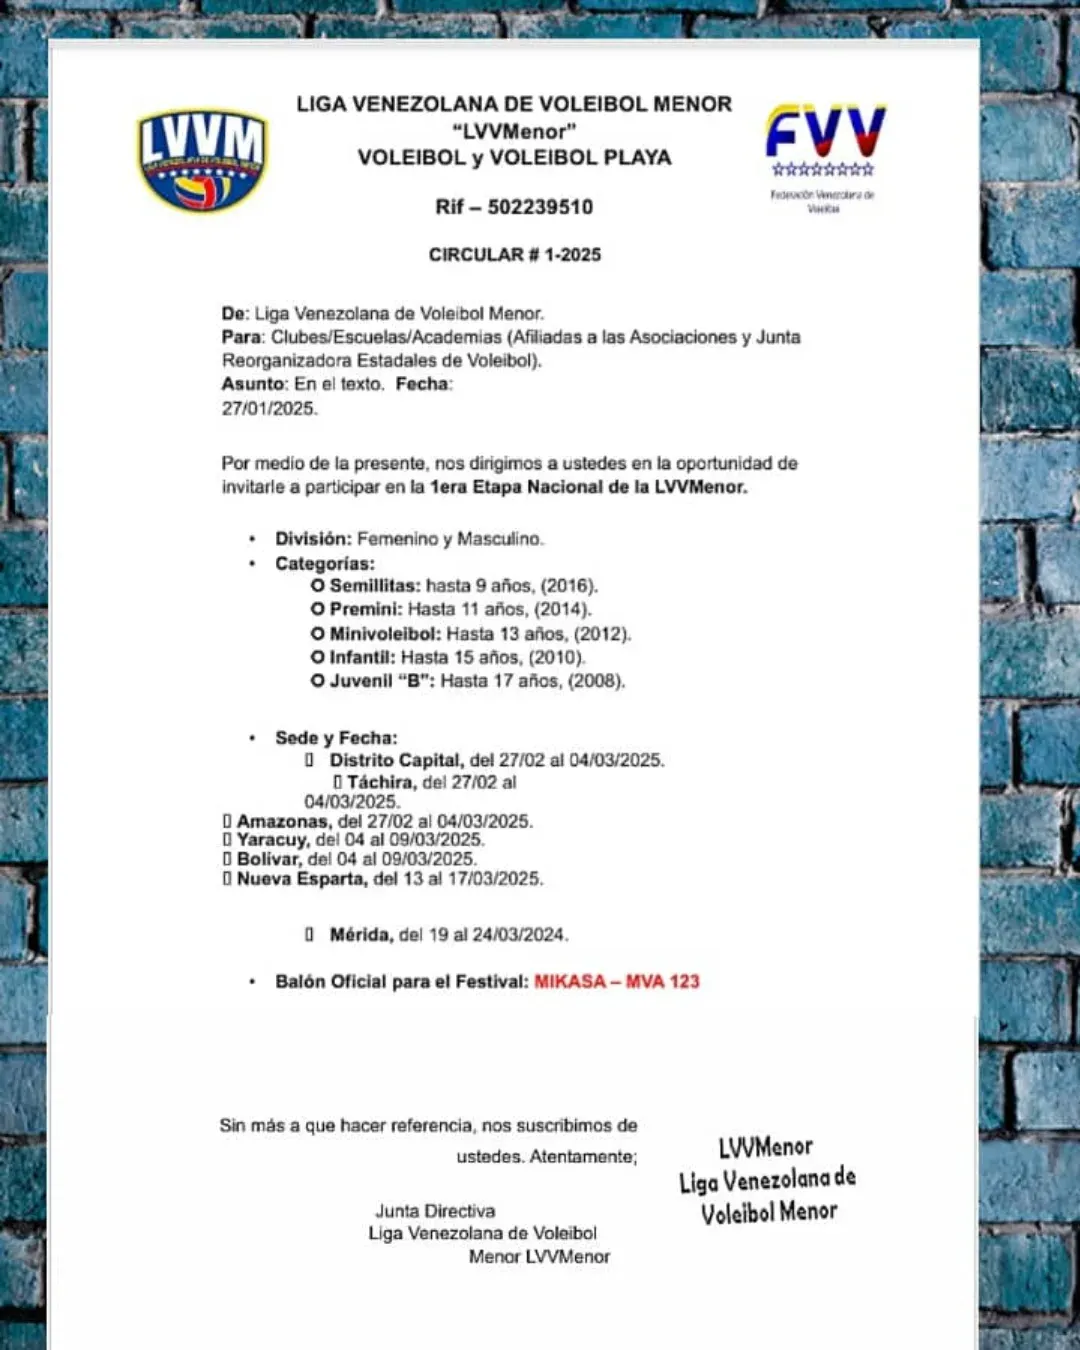 LIGA VENEZOLANA DE VOLEIBOL MENOR
“LVVMenor”
VOLEIBOL y VOLEIBOL PLAYA
LVVM
LIGA VENEZOLANA DE VOLEIBOL MENOR
FVV
Federación Venezolana de
Voleibol
Rif – 502239510
CIRCULAR # 1-2025
De: Liga Venezolana de Voleibol Menor.
Para: Clubes/Escuelas/Academias (Afiliadas a las Asociaciones y Junta
Reorganizadora Estadales de Voleibol).
Asunto: En el texto. Fecha:
27/01/2025.
Por medio de la presente, nos dirigimos a ustedes en la oportunidad de
invitarle a participar en la 1era Etapa Nacional de la LVVMenor.
• División: Femenino y Masculino.
• Categorías:
O Semillitas: hasta 9 años, (2016).
O Premini: Hasta 11 años, (2014).
O Minivoleibol: Hasta 13 años, (2012).
O Infantil: Hasta 15 años, (2010).
O Juvenil “B”: Hasta 17 años, (2008).
• Sede y Fecha:
▯ Distrito Capital, del 27/02 al 04/03/2025.
▯ Táchira, del 27/02 al
04/03/2025.
▯ Amazonas, del 27/02 al 04/03/2025.
▯ Yaracuy, del 04 al 09/03/2025.
▯ Bolívar, del 04 al 09/03/2025.
▯ Nueva Esparta, del 13 al 17/03/2025.
▯ Mérida, del 19 al 24/03/2024.
• Balón Oficial para el Festival: MIKASA – MVA 123
Sin más a que hacer referencia, nos suscribimos de
ustedes. Atentamente;
LVVMenor
Liga Venezolana de
Voleibol Menor
Junta Directiva
Liga Venezolana de Voleibol
Menor LVVMenor